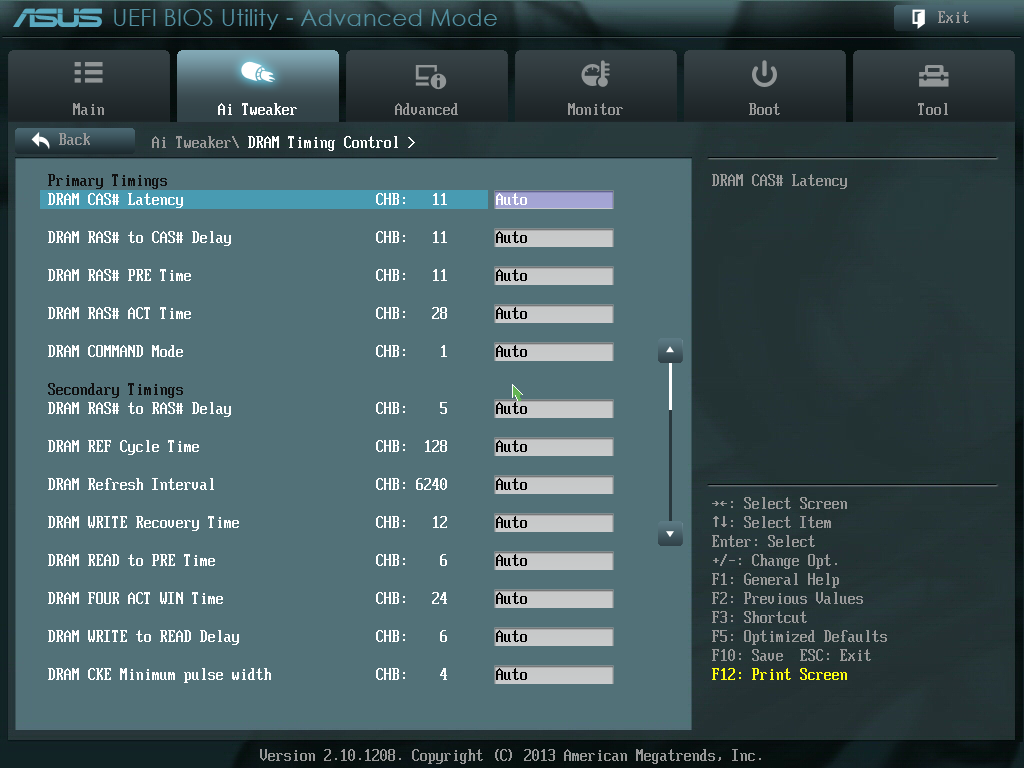 ASUS UEFI BIOS Utility - Advanced Mode Exit
Main Ai Tweaker Advanced Monitor Boot Tool
Back Ai Tweaker\ DRAM Timing Control >
Primary Timings
DRAM CAS# Latency CHB: 11 Auto
DRAM RAS# to CAS# Delay CHB: 11 Auto
DRAM RAS# PRE Time CHB: 11 Auto
DRAM RAS# ACT Time CHB: 28 Auto
DRAM COMMAND Mode CHB: 1 Auto
Secondary Timings
DRAM RAS# to RAS# Delay CHB: 5 Auto
DRAM REF Cycle Time CHB: 128 Auto
DRAM Refresh Interval CHB: 6240 Auto
DRAM WRITE Recovery Time CHB: 12 Auto
DRAM READ to PRE Time CHB: 6 Auto
DRAM FOUR ACT WIN Time CHB: 24 Auto
DRAM WRITE to READ Delay CHB: 6 Auto
DRAM CKE Minimum pulse width CHB: 4 Auto
DRAM CAS# Latency
→←: Select Screen
↑↓: Select Item
Enter: Select
+/-: Change Opt.
F1: General Help
F2: Previous Values
F3: Shortcut
F5: Optimized Defaults
F10: Save ESC: Exit
F12: Print Screen
Version 2.10.1208. Copyright (C) 2013 American Megatrends, Inc.